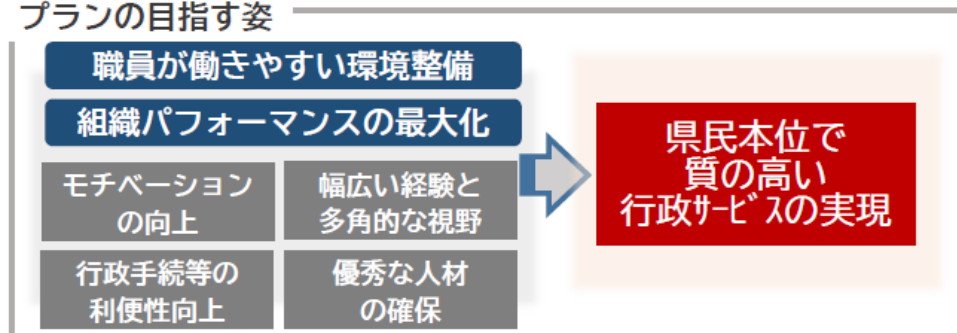 プランの目指す姿
職員が働きやすい環境整備
組織パフォーマンスの最大化
モチベーション
の向上
幅広い経験と
多角的な視野
行政手続等の
利便性向上
優秀な人材
の確保
県民本位で
質の高い
行政ｻｰﾋﾞｽの実現